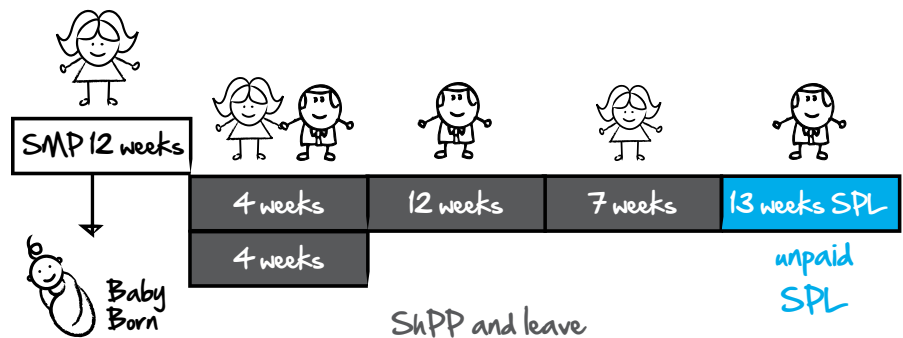 SMP 12 weeks
4 weeks
12 weeks
7 weeks
13 weeks SPL
4 weeks
unpaid
SPL
Baby
Born
ShPP and leave